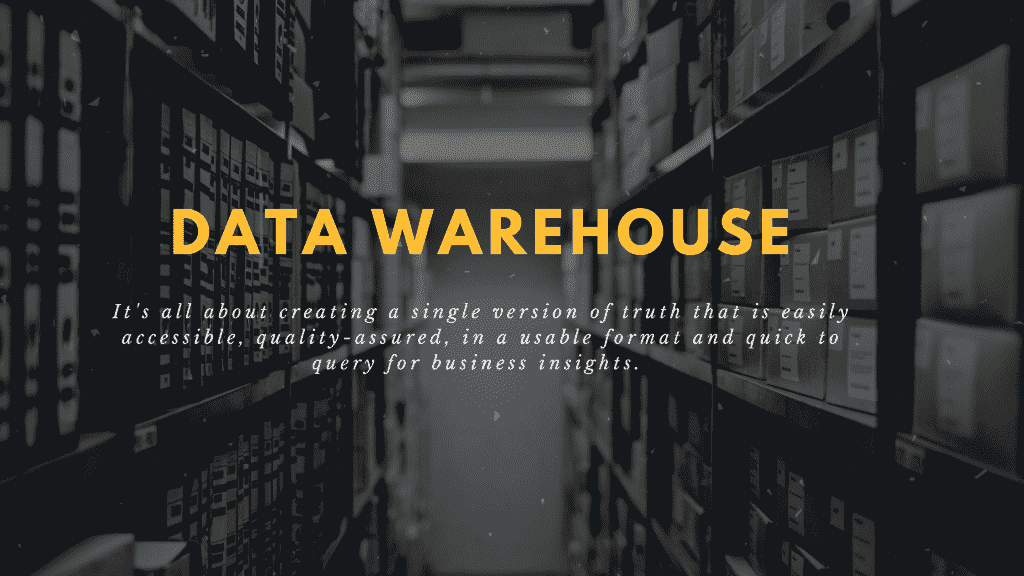 DATA WAREHOUSE
It's all about creating a single version of truth that is easily
accessible, quality-assured, in a usable format and quick to
query for business insights.